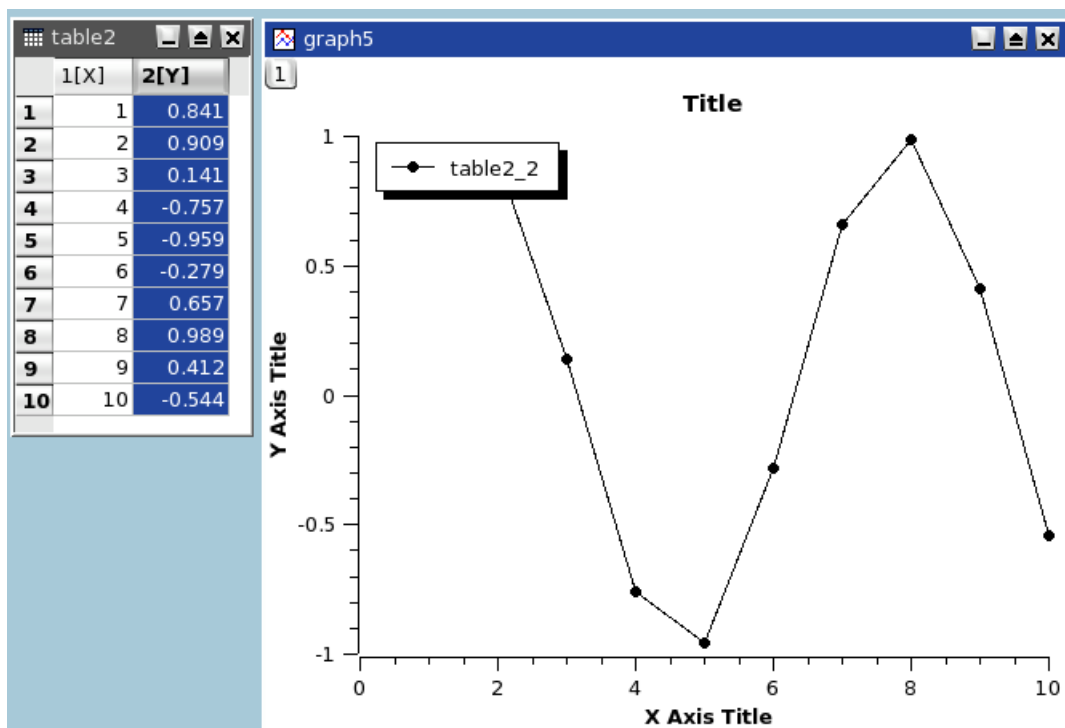 table2
1[X] 2[Y]
1 1 0.841
2 2 0.909
3 3 0.141
4 4 -0.757
5 5 -0.959
6 6 -0.279
7 7 0.657
8 8 0.989
9 9 0.412
10 10 -0.544
graph5
1
Title
table2_2
1
0.5
0
-0.5
-1
Y Axis Title
0 2 4 6 8 10
X Axis Title